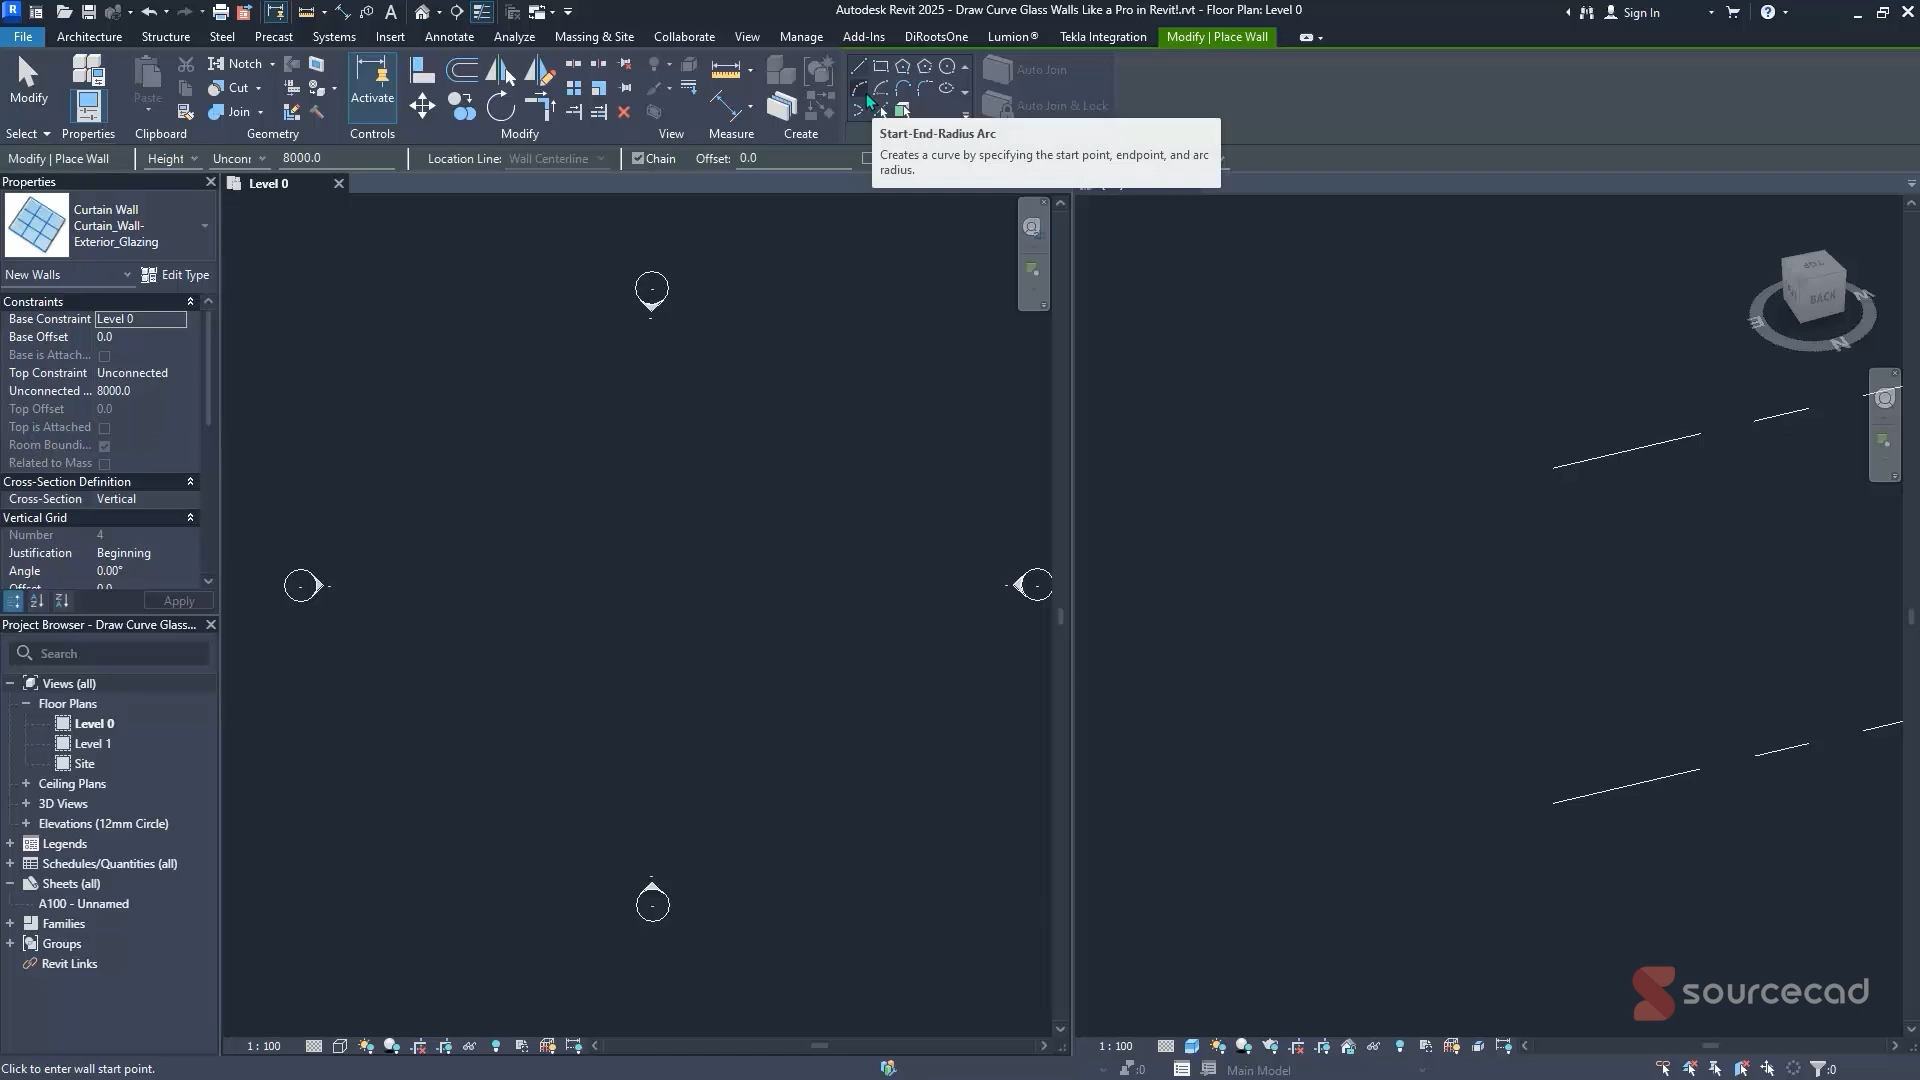 Autodesk Revit 2025 - Draw Curve Glass Walls Like a Pro in Revit!.rvt - Floor Plan: Level 0
Sign In
File Architecture Structure Steel Precast Systems Insert Annotate Analyze Massing & Site Collaborate View Manage Add-Ins DiRootsOne Lumion® Tekla Integration Modify | Place Wall
Modify
Paste
Notch
Cut
Join
Activate
Auto Join
Auto Join & Lock
Select Properties Clipboard Geometry Controls Modify View Measure Create
Start-End-Radius Arc
Creates a curve by specifying the start point, endpoint, and arc
radius.
Modify | Place Wall Height Unconr 8000.0 Location Line: Wall Centerline Chain Offset: 0.0
Properties
Level 0
Curtain Wall
Curtain_Wall-
Exterior_Glazing
New Walls Edit Type
Constraints
Base Constraint Level 0
Base Offset 0.0
Base is Attach...
Top Constraint Unconnected
Unconnected ... 8000.0
Top Offset 0.0
Top is Attached
Room Boundi...
Related to Mass
Cross-Section Definition
Cross-Section Vertical
Vertical Grid
Number 4
Justification Beginning
Angle 0.00°
Offset 0.0
Apply
Project Browser - Draw Curve Glass...
Search
Views (all)
Floor Plans
Level 0
Level 1
Site
Ceiling Plans
3D Views
Elevations (12mm Circle)
Legends
Schedules/Quantities (all)
Sheets (all)
A100 - Unnamed
Families
Groups
Revit Links
TOP
BACK
E
N
sourcecad
1 : 100
1 : 100
Click to enter wall start point.
:0
Main Model
:0